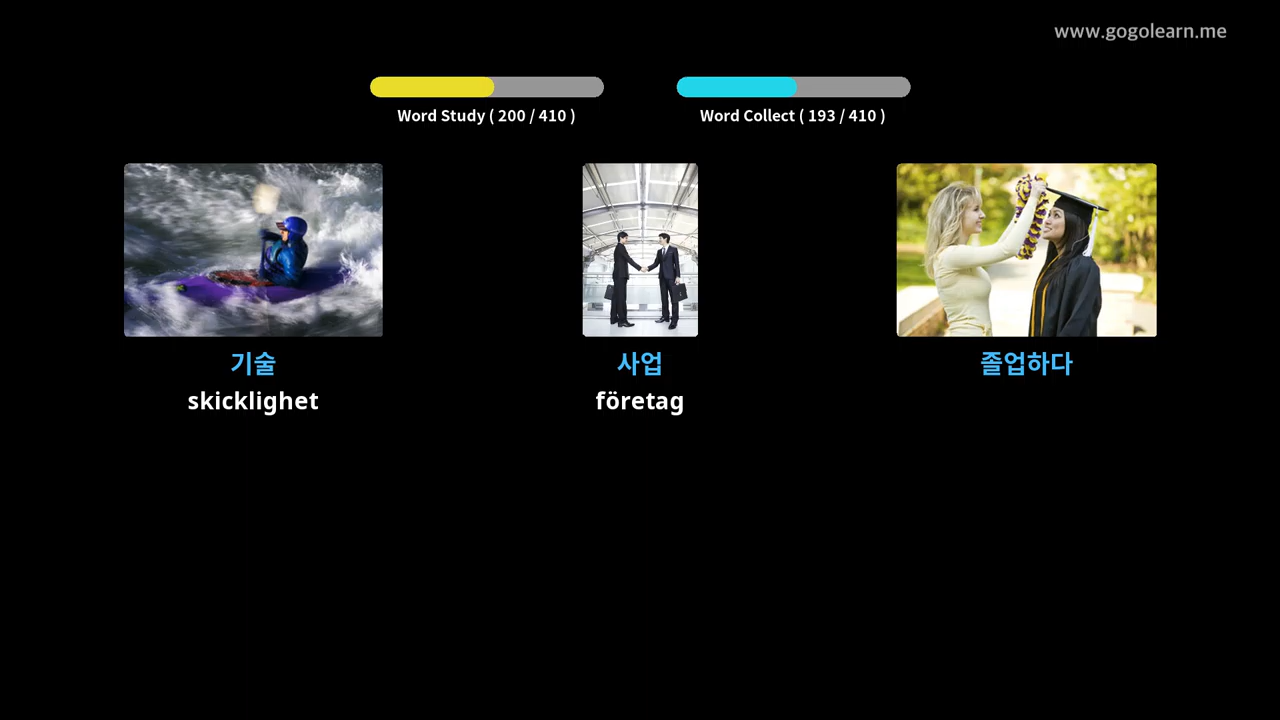 www.gogolearn.me
Word Study ( 200 / 410 )
Word Collect ( 193 / 410 )
기술
skicklighet
사업
företag
졸업하다